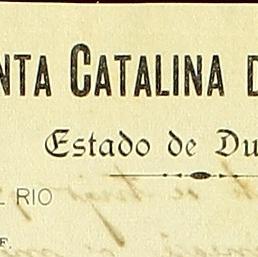 NTA CATALINA D
Estado de Du
L RIO
F.